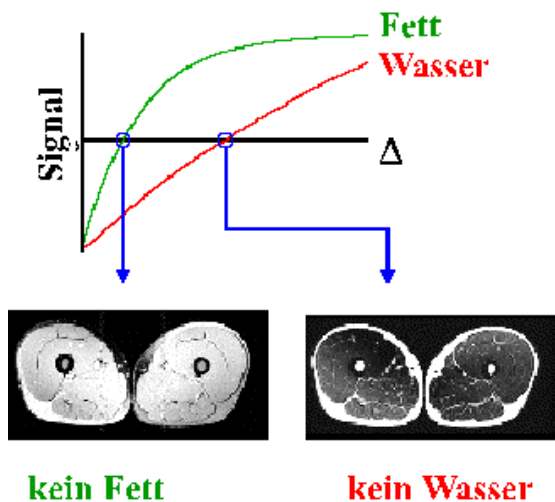 Fett
Wasser
Signal
Δ
kein Fett
kein Wasser